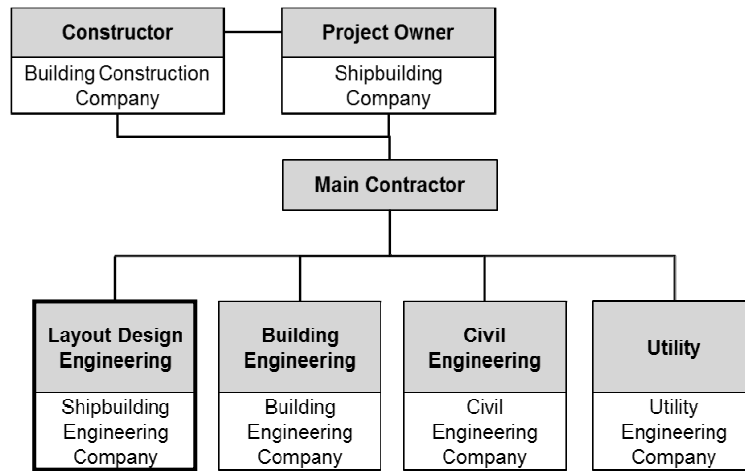 Constructor
Building Construction
Company
Project Owner
Shipbuilding
Company
Main Contractor
Layout Design
Engineering
Shipbuilding
Engineering
Company
Building
Engineering
Building
Engineering
Company
Civil
Engineering
Civil
Engineering
Company
Utility
Utility
Engineering
Company